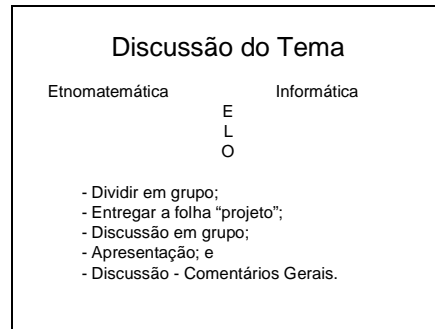 Discussão do Tema
Etnomatemática Informática
E
L
O
- Dividir em grupo;
- Entregar a folha “projeto”;
- Discussão em grupo;
- Apresentação; e
- Discussão - Comentários Gerais.